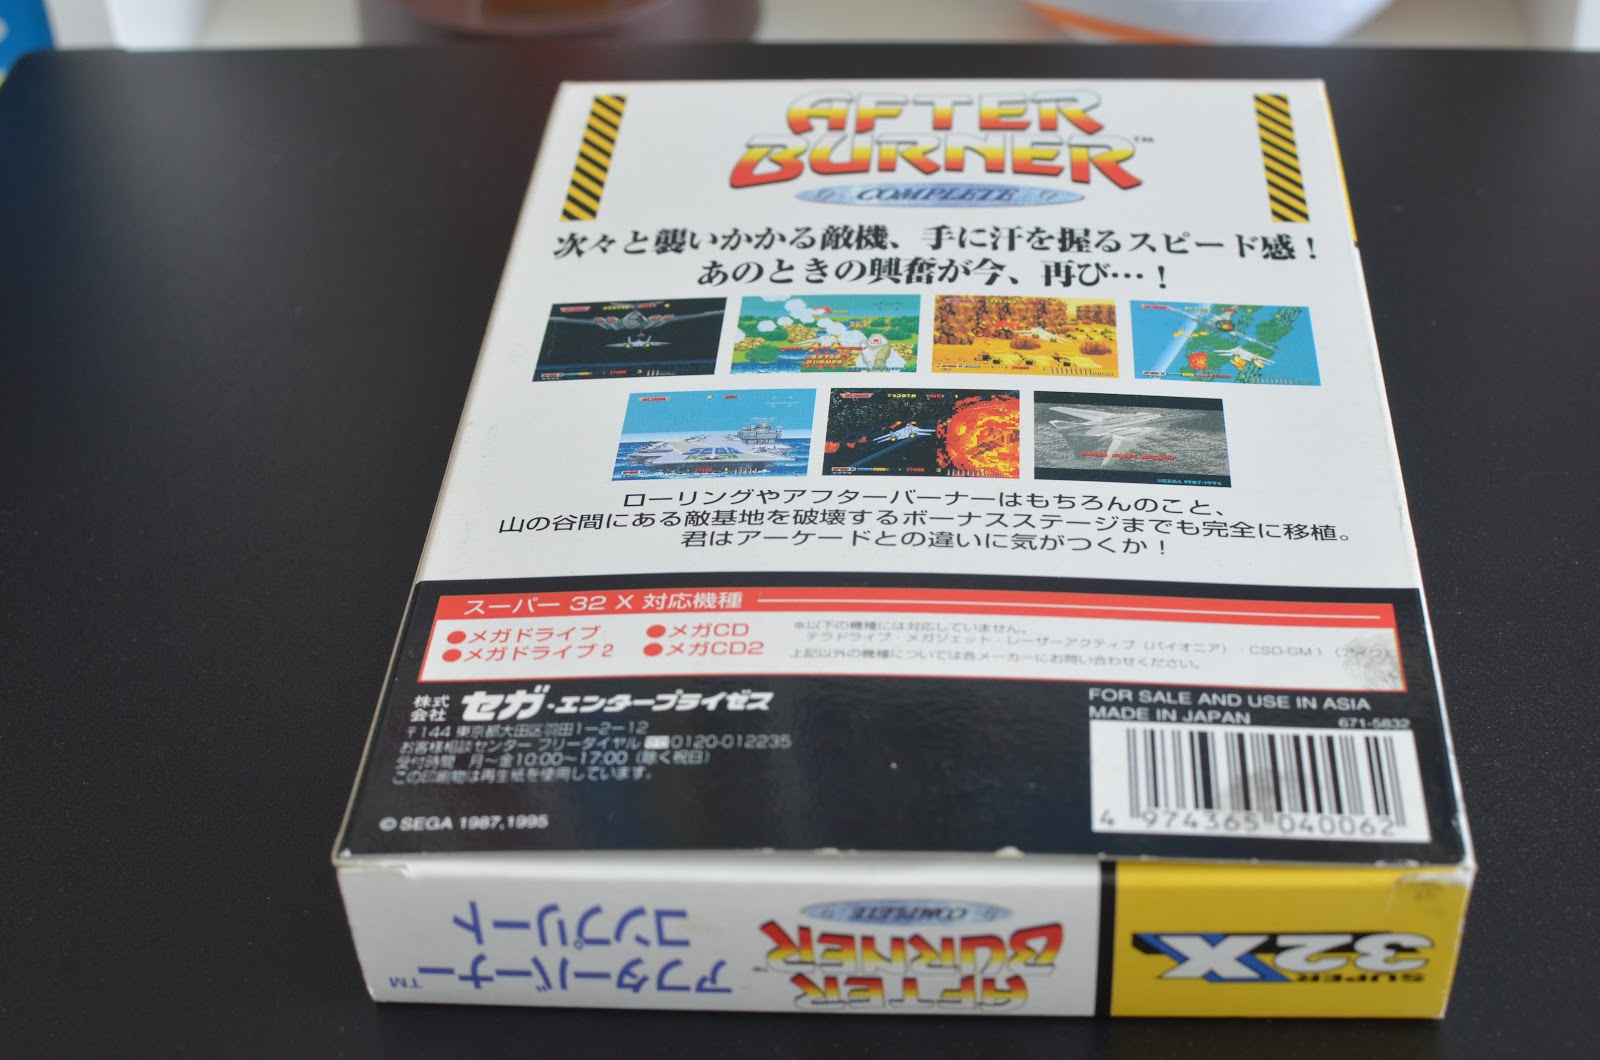 AFTER
BURNER™
COMPLETE
次々と襲いかかる敵機、手に汗を握るスピード感！
あのときの興奮が今、再び…！
ローリングやアフターバーナーはもちろんのこと、
山の谷間にある敵基地を破壊するボーナスステージまでも完全に移植。
君はアーケードとの違いに気がつくか！
スーパー 32 X 対応機種
●メガドライブ ●メガCD
●メガドライブ2 ●メガCD2
※以下の機種には対応していません。
テラドライブ・メガジェット・レーザーアクティブ（パイオニア）・CSD-GM1（アイワ）
上記以外の機種については各メーカーにお問い合わせください。
株式会社 セガ・エンタープライゼス
〒144 東京都大田区羽田1-2-12
お客様相談センター フリーダイヤル 0120-012235
受付時間 月〜金10:00〜17:00（除く祝日）
この印刷物は再生紙を使用しています。
© SEGA 1987,1995
FOR SALE AND USE IN ASIA
MADE IN JAPAN 671-5832
4 974365 040062
アフターバーナー™
コンプリート
AFTER
BURNER™
COMPLETE
SUPER
32X